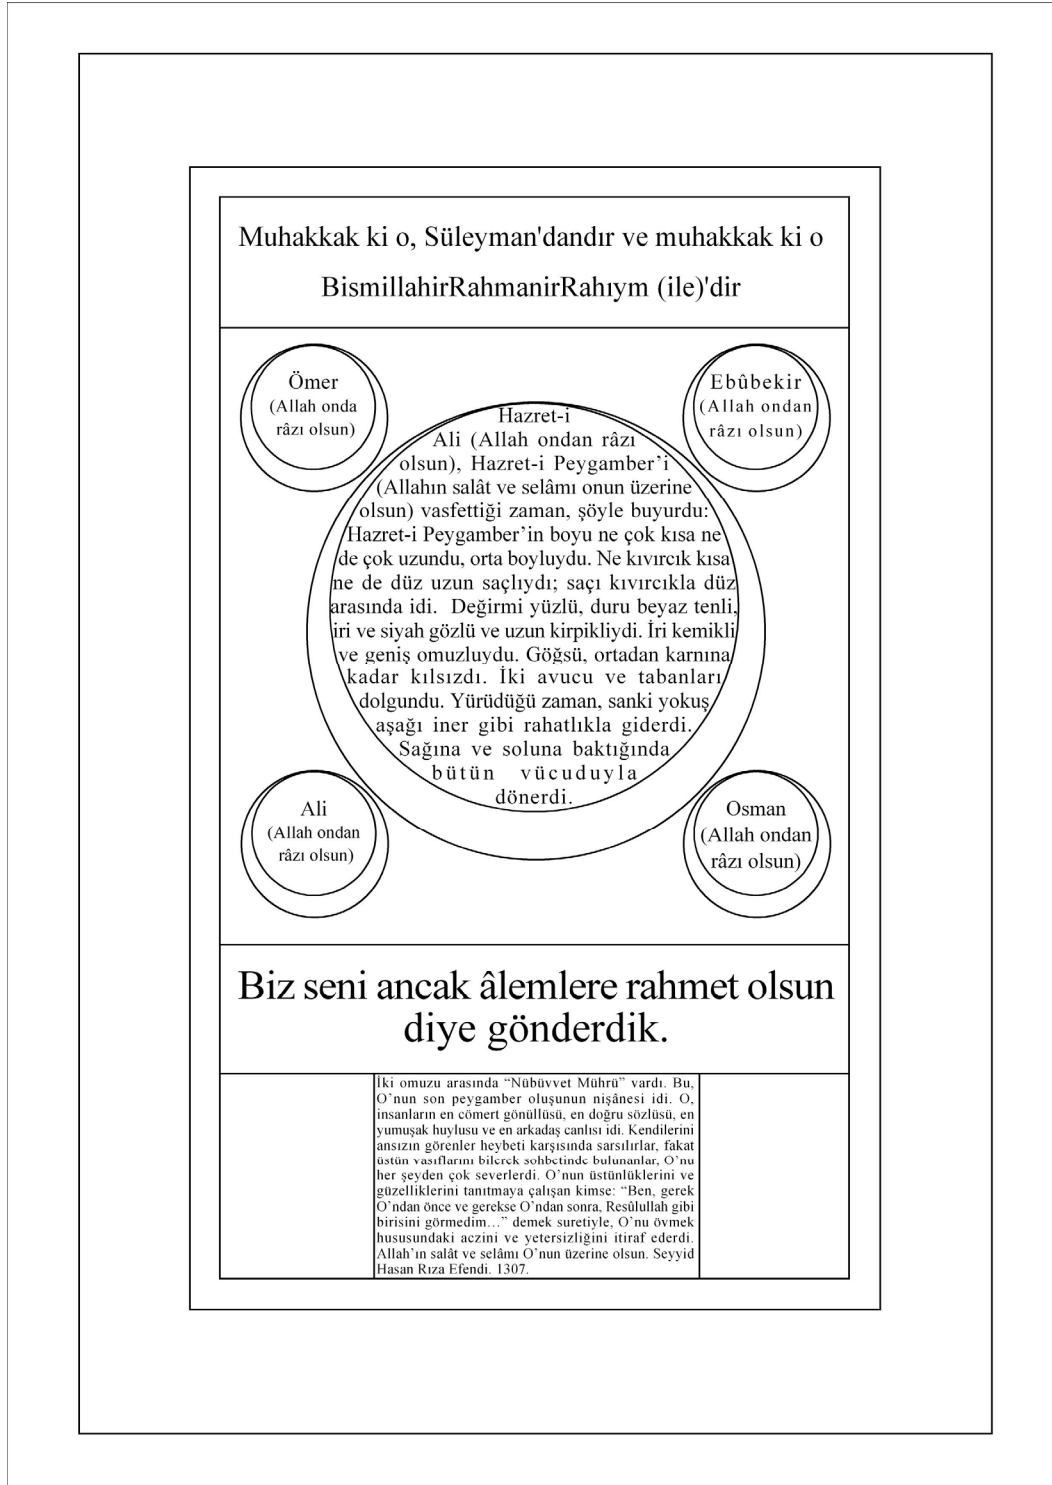 Muhakkak ki o, Süleyman'dandır ve muhakkak ki o
BismillahirRahmanirRahıym (ile)'dir
Ömer
(Allah onda
râzı olsun)
Ebûbekir
(Allah ondan
râzı olsun)
Hazret-i
Ali (Allah ondan râzı
olsun), Hazret-i Peygamber’i
(Allahın salât ve selâmı onun üzerine
olsun) vasfettiği zaman, şöyle buyurdu:
Hazret-i Peygamber’in boyu ne çok kısa ne
de çok uzundu, orta boyluydu. Ne kıvırcık kısa
ne de düz uzun saçlıydı; saçı kıvırcıkla düz
arasında idi. Değirmi yüzlü, duru beyaz tenli,
iri ve siyah gözlü ve uzun kirpikliydi. İri kemikli
ve geniş omuzluydu. Göğsü, ortadan karnına
kadar kılsızdı. İki avucu ve tabanları
dolgundu. Yürüdüğü zaman, sanki yokuş
aşağı iner gibi rahatlıkla giderdi.
Sağına ve soluna baktığında
bütün vücuduyla
dönerdi.
Ali
(Allah ondan
râzı olsun)
Osman
(Allah ondan
râzı olsun)
Biz seni ancak âlemlere rahmet olsun
diye gönderdik.
İki omuzu arasında “Nübüvvet Mührü” vardı. Bu,
O’nun son peygamber oluşunun nişânesi idi. O,
insanların en cömert gönüllüsü, en doğru sözlüsü, en
yumuşak huylusu ve en arkadaş canlısı idi. Kendilerini
ansızın görenler heybeti karşısında sarsılırlar, fakat
üstün vasıflarını bilerek sohbetinde bulunanlar, O’nu
her şeyden çok severlerdi. O’nun üstünlüklerini ve
güzelliklerini tanıtmaya çalışan kimse: “Ben, gerek
O’ndan önce ve gerekse O’ndan sonra, Resûlullah gibi
birisini görmedim…” demek suretiyle, O’nu övmek
hususundaki aczini ve yetersizliğini itiraf ederdi.
Allah’ın salât ve selâmı O’nun üzerine olsun. Seyyid
Hasan Rıza Efendi. 1307.